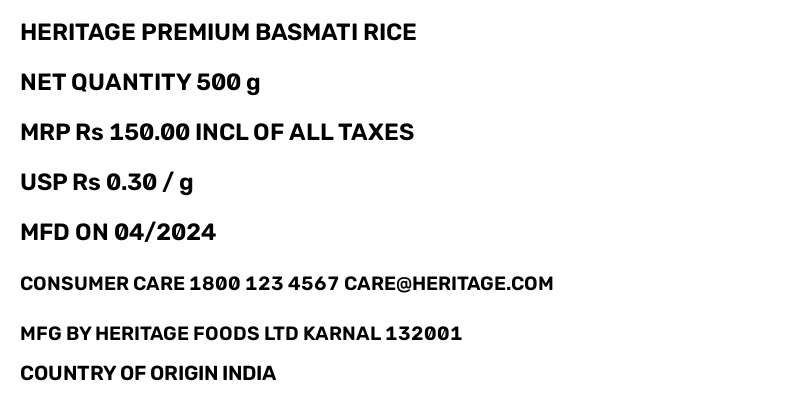 HERITAGE PREMIUM BASMATI RICE
NET QUANTITY 500 g
MRP Rs 150.00 INCL OF ALL TAXES
USP Rs 0.30 / g
MFD ON 04/2024
CONSUMER CARE 1800 123 4567 CARE@HERITAGE.COM
MFG BY HERITAGE FOODS LTD KARNAL 132001
COUNTRY OF ORIGIN INDIA